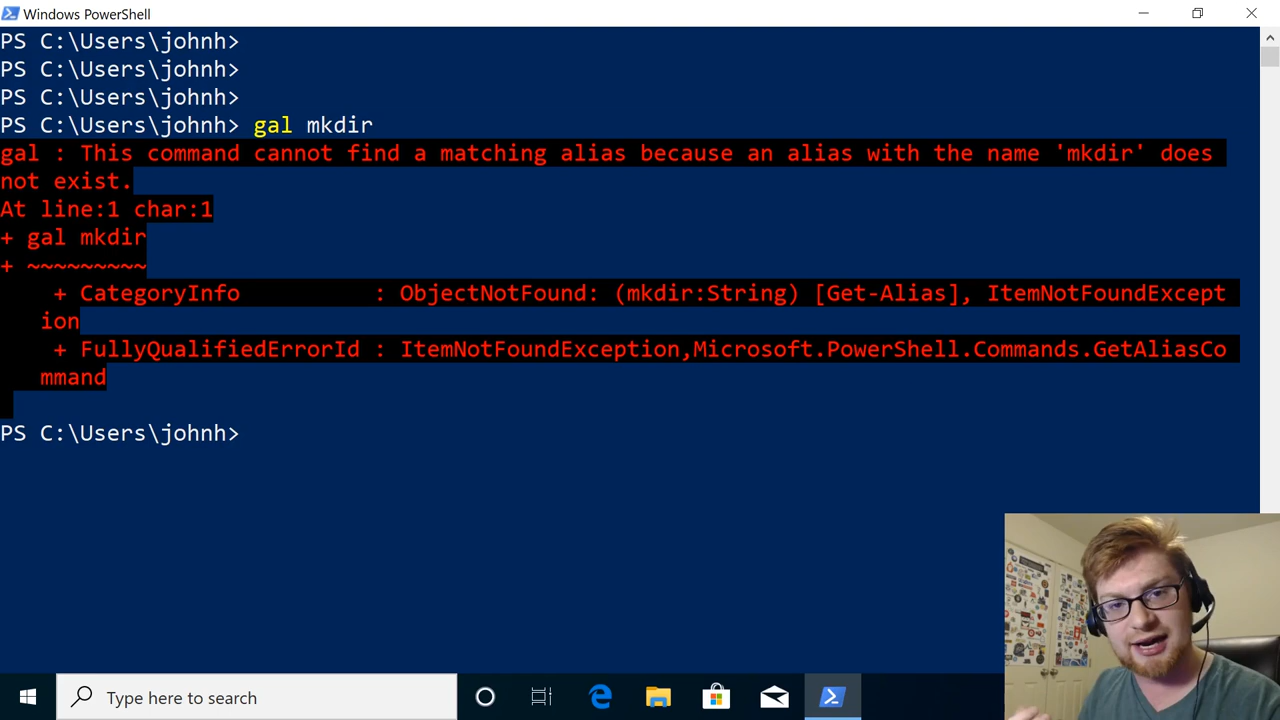 Windows PowerShell
PS C:\Users\johnh>
PS C:\Users\johnh>
PS C:\Users\johnh>
PS C:\Users\johnh> gal mkdir
gal : This command cannot find a matching alias because an alias with the name 'mkdir' does
not exist.
At line:1 char:1
+ gal mkdir
+ ~~~~~~~~~
+ CategoryInfo : ObjectNotFound: (mkdir:String) [Get-Alias], ItemNotFoundExcept
ion
+ FullyQualifiedErrorId : ItemNotFoundException,Microsoft.PowerShell.Commands.GetAliasCo
mmand
PS C:\Users\johnh>
Type here to search